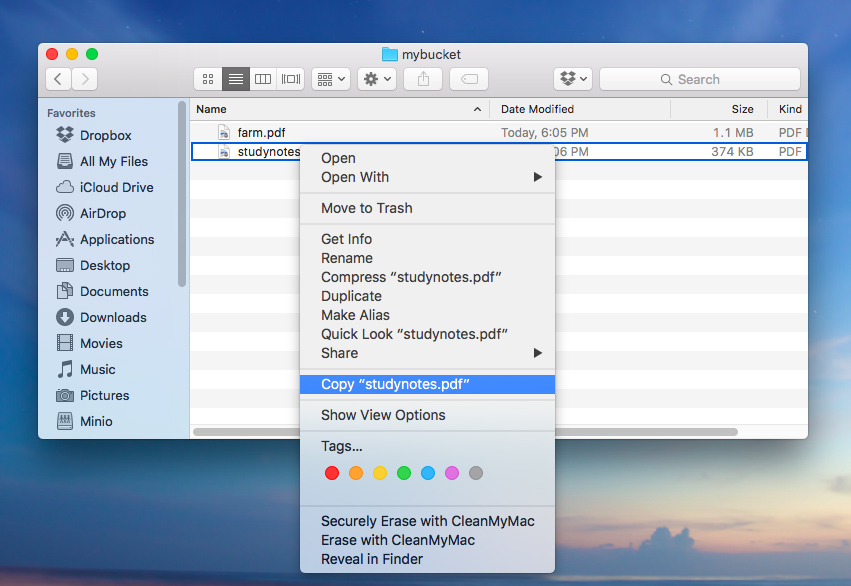 mybucket
Search
Favorites
Dropbox
All My Files
iCloud Drive
AirDrop
Applications
Desktop
Documents
Downloads
Movies
Music
Pictures
Minio
Name Date Modified Size Kind
farm.pdf Today, 6:05 PM 1.1 MB PDF
studynotes 06 PM 374 KB PDF
Open
Open With
Move to Trash
Get Info
Rename
Compress “studynotes.pdf”
Duplicate
Make Alias
Quick Look “studynotes.pdf”
Share
Copy “studynotes.pdf”
Show View Options
Tags...
Securely Erase with CleanMyMac
Erase with CleanMyMac
Reveal in Finder